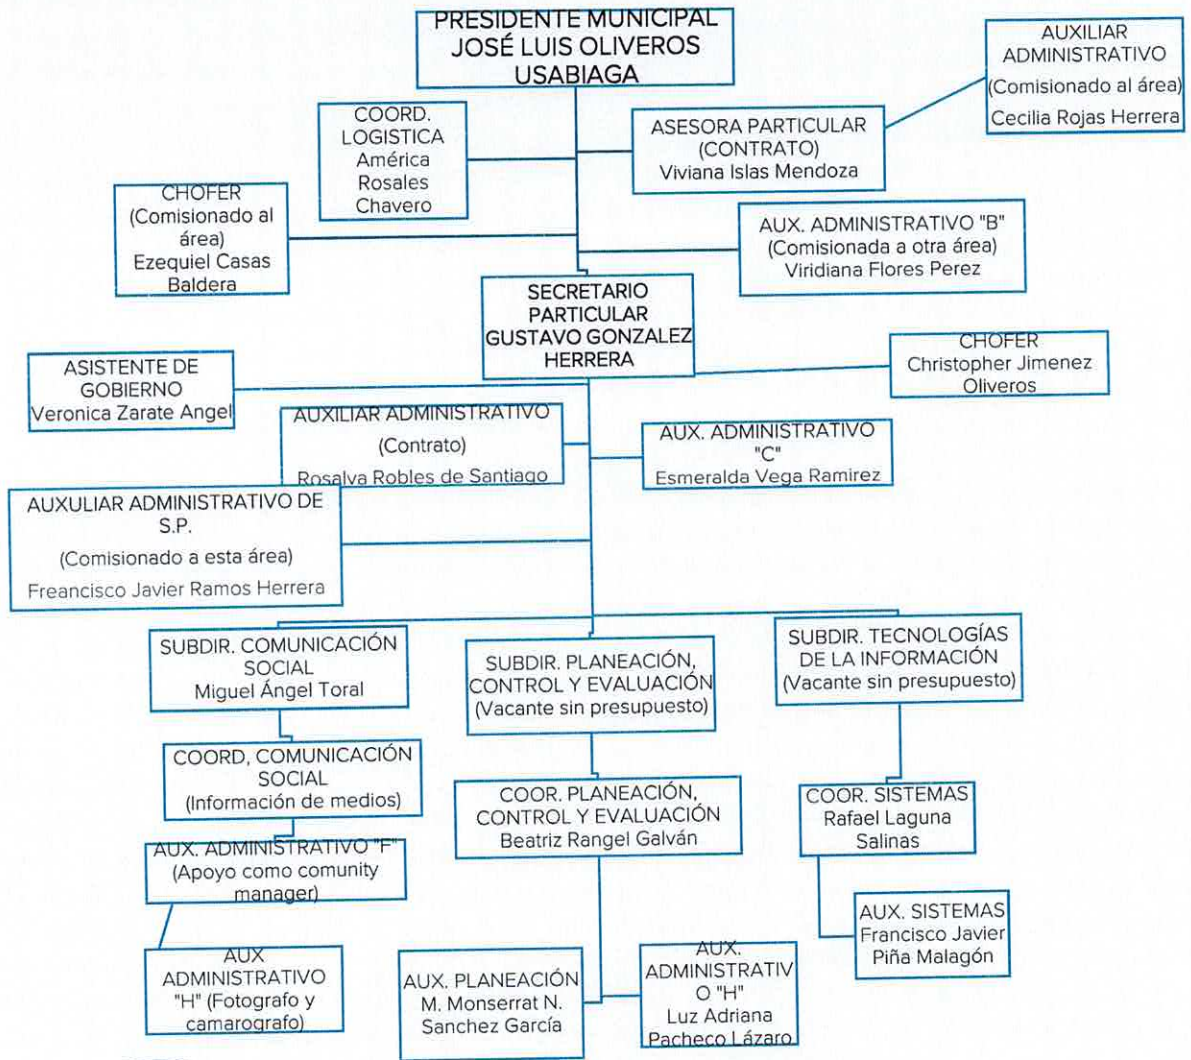 PRESIDENTE MUNICIPAL
JOSÉ LUIS OLIVEROS
USABIAGA
AUXILIAR
ADMINISTRATIVO
(Comisionado al área)
Cecilia Rojas Herrera
COORD.
LOGISTICA
América
Rosales
Chavero
ASESORA PARTICULAR
(CONTRATO)
Viviana Islas Mendoza
CHOFER
(Comisionado al
área)
Ezequiel Casas
Baldera
AUX. ADMINISTRATIVO "B"
(Comisionada a otra área)
Viridiana Flores Perez
SECRETARIO
PARTICULAR
GUSTAVO GONZALEZ
HERRERA
ASISTENTE DE
GOBIERNO
Veronica Zarate Angel
CHOFER
Christopher Jimenez
Oliveros
AUXILIAR ADMINISTRATIVO
(Contrato)
Rosalva Robles de Santiago
AUX. ADMINISTRATIVO
"C"
Esmeralda Vega Ramirez
AUXULIAR ADMINISTRATIVO DE
S.P.
(Comisionado a esta área)
Freancisco Javier Ramos Herrera
SUBDIR. COMUNICACIÓN
SOCIAL
Miguel Ángel Toral
SUBDIR. PLANEACIÓN,
CONTROL Y EVALUACIÓN
(Vacante sin presupuesto)
SUBDIR. TECNOLOGÍAS
DE LA INFORMACIÓN
(Vacante sin presupuesto)
COORD, COMUNICACIÓN
SOCIAL
(Información de medios)
COOR. PLANEACIÓN,
CONTROL Y EVALUACIÓN
Beatriz Rangel Galván
COOR. SISTEMAS
Rafael Laguna
Salinas
AUX. ADMINISTRATIVO "F"
(Apoyo como comunity
manager)
AUX. SISTEMAS
Francisco Javier
Piña Malagón
AUX
ADMINISTRATIVO
"H" (Fotografo y
camarografo)
AUX. PLANEACIÓN
M. Monserrat N.
Sanchez García
AUX.
ADMINISTRATIV
O "H"
Luz Adriana
Pacheco Lázaro